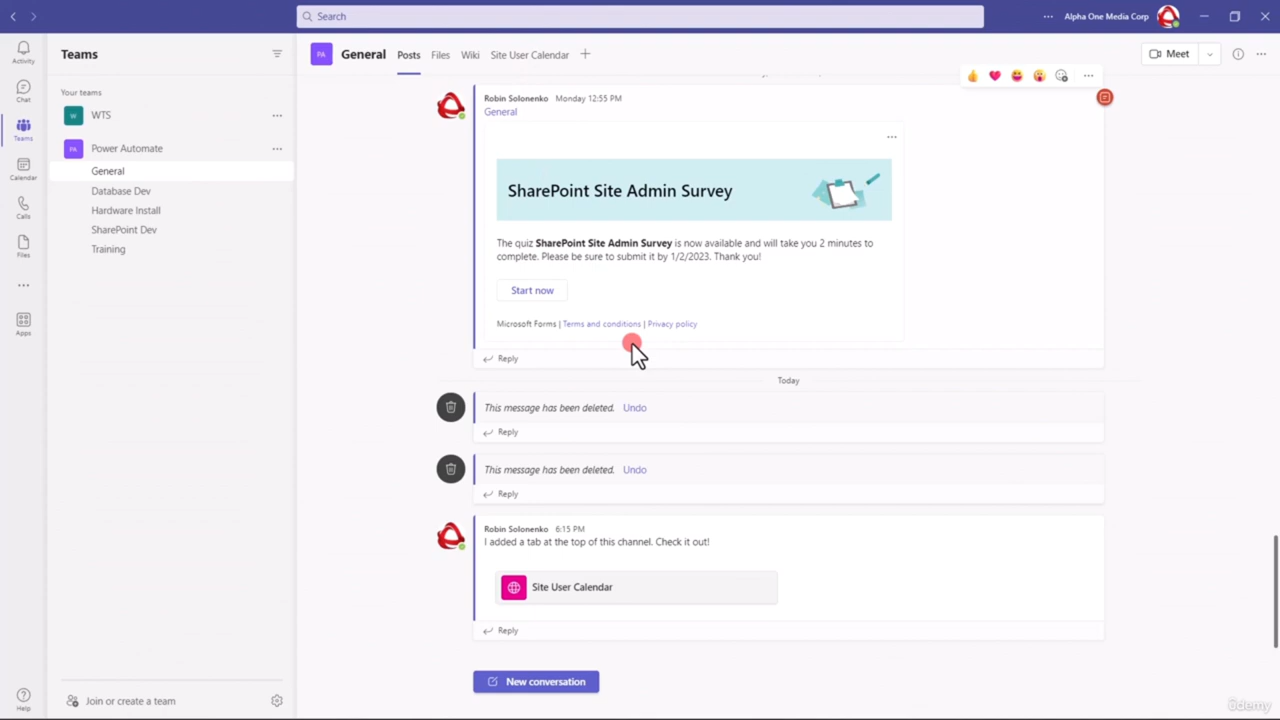 Search
Alpha One Media Corp
Activity
Chat
Teams
Calendar
Calls
Files
Apps
Help
Teams
Your teams
W
WTS
PA
Power Automate
General
Database Dev
Hardware Install
SharePoint Dev
Training
Join or create a team
PA
General
Posts
Files
Wiki
Site User Calendar
Meet
Robin Solonenko Monday 12:55 PM
General
SharePoint Site Admin Survey
The quiz SharePoint Site Admin Survey is now available and will take you 2 minutes to
complete. Please be sure to submit it by 1/2/2023. Thank you!
Start now
Microsoft Forms | Terms and conditions | Privacy policy
Reply
Today
This message has been deleted. Undo
Reply
This message has been deleted. Undo
Reply
Robin Solonenko 6:15 PM
I added a tab at the top of this channel. Check it out!
Site User Calendar
Reply
New conversation
ûdemy